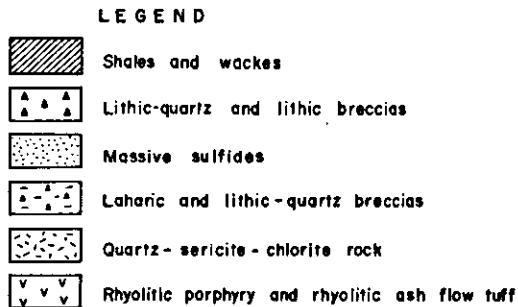 LEGEND
Shales and wackes
Lithic-quartz and lithic breccias
Massive sulfides
Laharic and lithic-quartz breccias
Quartz-sericite-chlorite rock
Rhyolitic porphyry and rhyolitic ash flow tuff